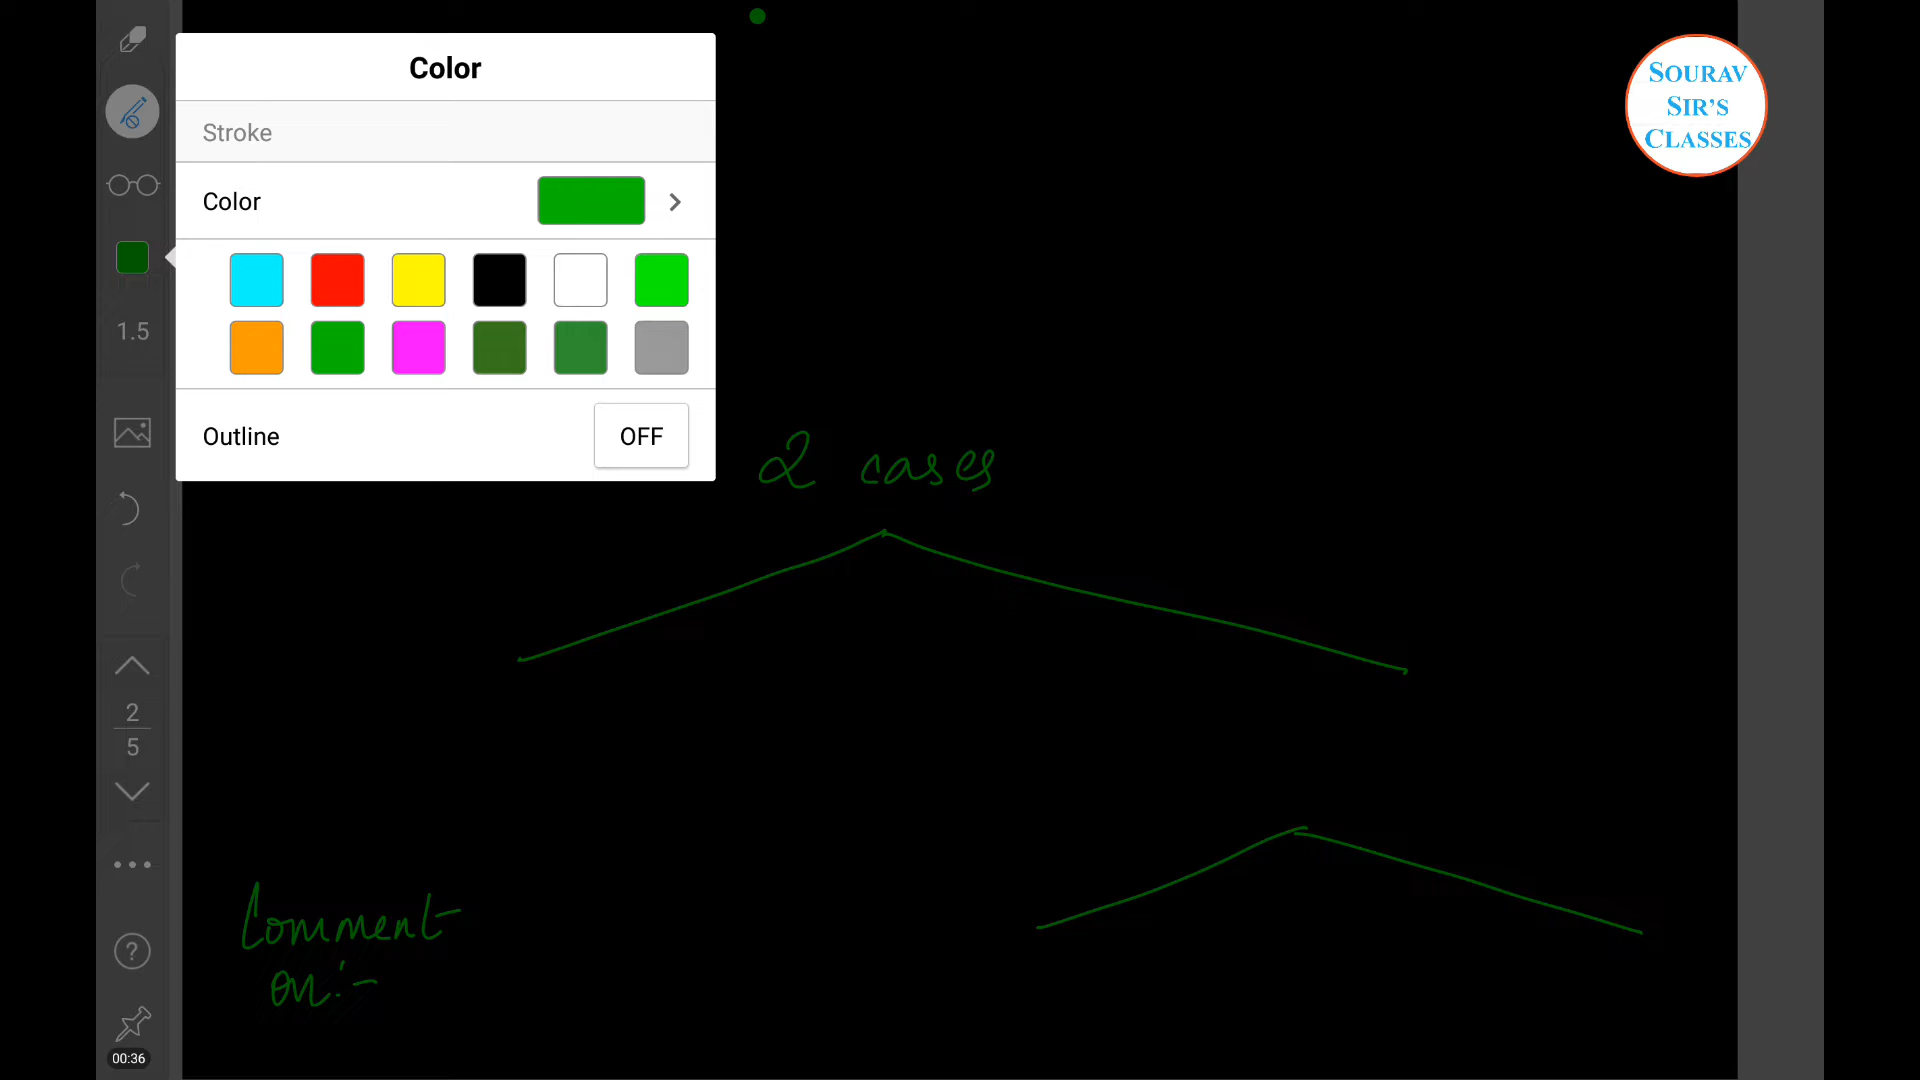 Color
Stroke
Color
1.5
Outline
OFF
2 cases
2
5
Comment
on:-
?
00:36
SOURAV
SIR'S
CLASSES